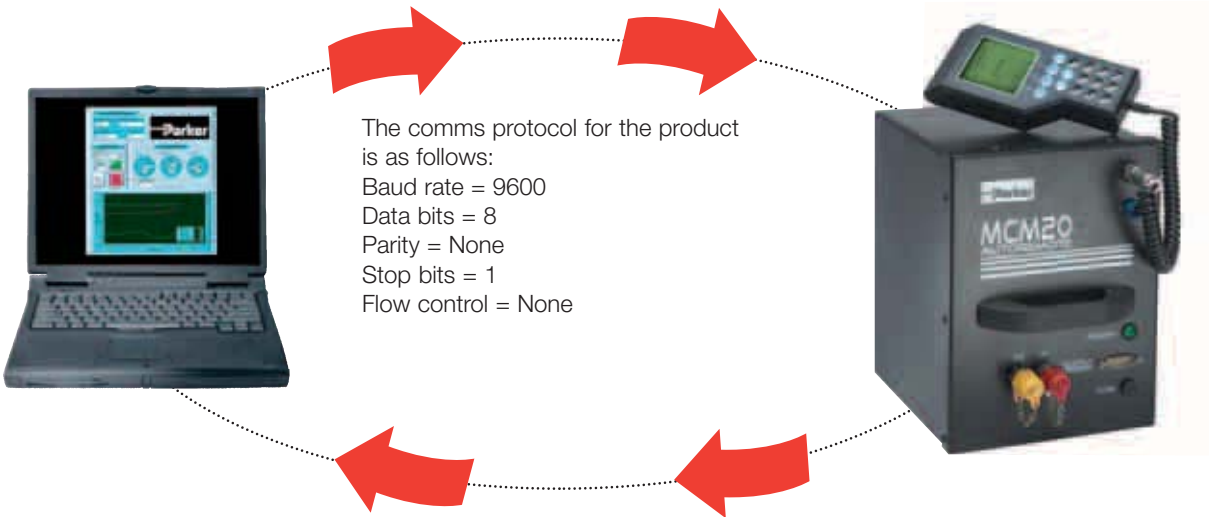 Parker
The comms protocol for the product
is as follows:
Baud rate = 9600
Data bits = 8
Parity = None
Stop bits = 1
Flow control = None
Parker
MCM20